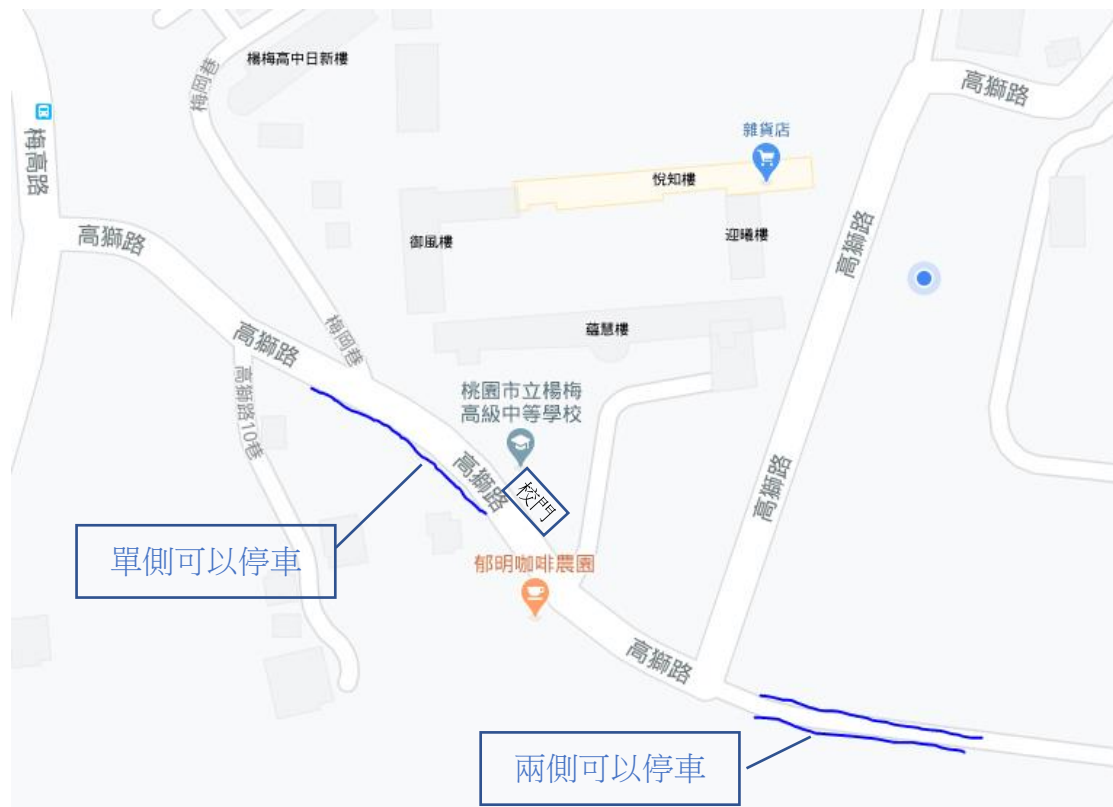 楊梅高中日新樓
梅岡巷
高獅路
梅高路
雜貨店
悅知樓
御風樓
迎曦樓
高獅路
高獅路
蘊慧樓
高獅路
梅岡巷
高獅路10巷
桃園市立楊梅
高級中等學校
高獅路
校門
高獅路
單側可以停車
郁明咖啡農園
高獅路
兩側可以停車